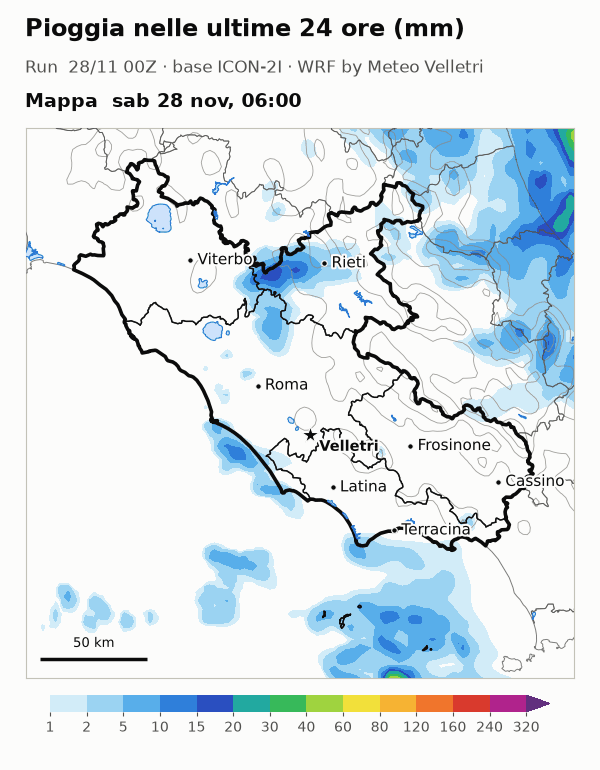 Pioggia nelle ultime 24 ore (mm)
Run 28/11 00Z · base ICON-2I · WRF by Meteo Velletri
Mappa sab 28 nov, 06:00
Viterbo
Rieti
Roma
Velletri
Frosinone
Cassino
Latina
Terracina
50 km
1 2 5 10 15 20 30 40 60 80 120 160 240 320